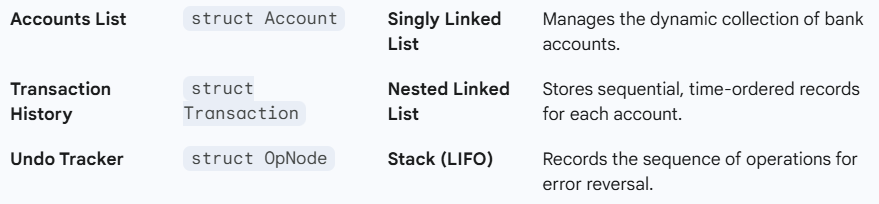 Accounts List struct Account Singly Linked Manages the dynamic collection of bank
List accounts.
Transaction struct Nested Linked Stores sequential, time-ordered records
History Transaction List for each account.
Undo Tracker struct OpNode Stack (LIFO) Records the sequence of operations for
error reversal.